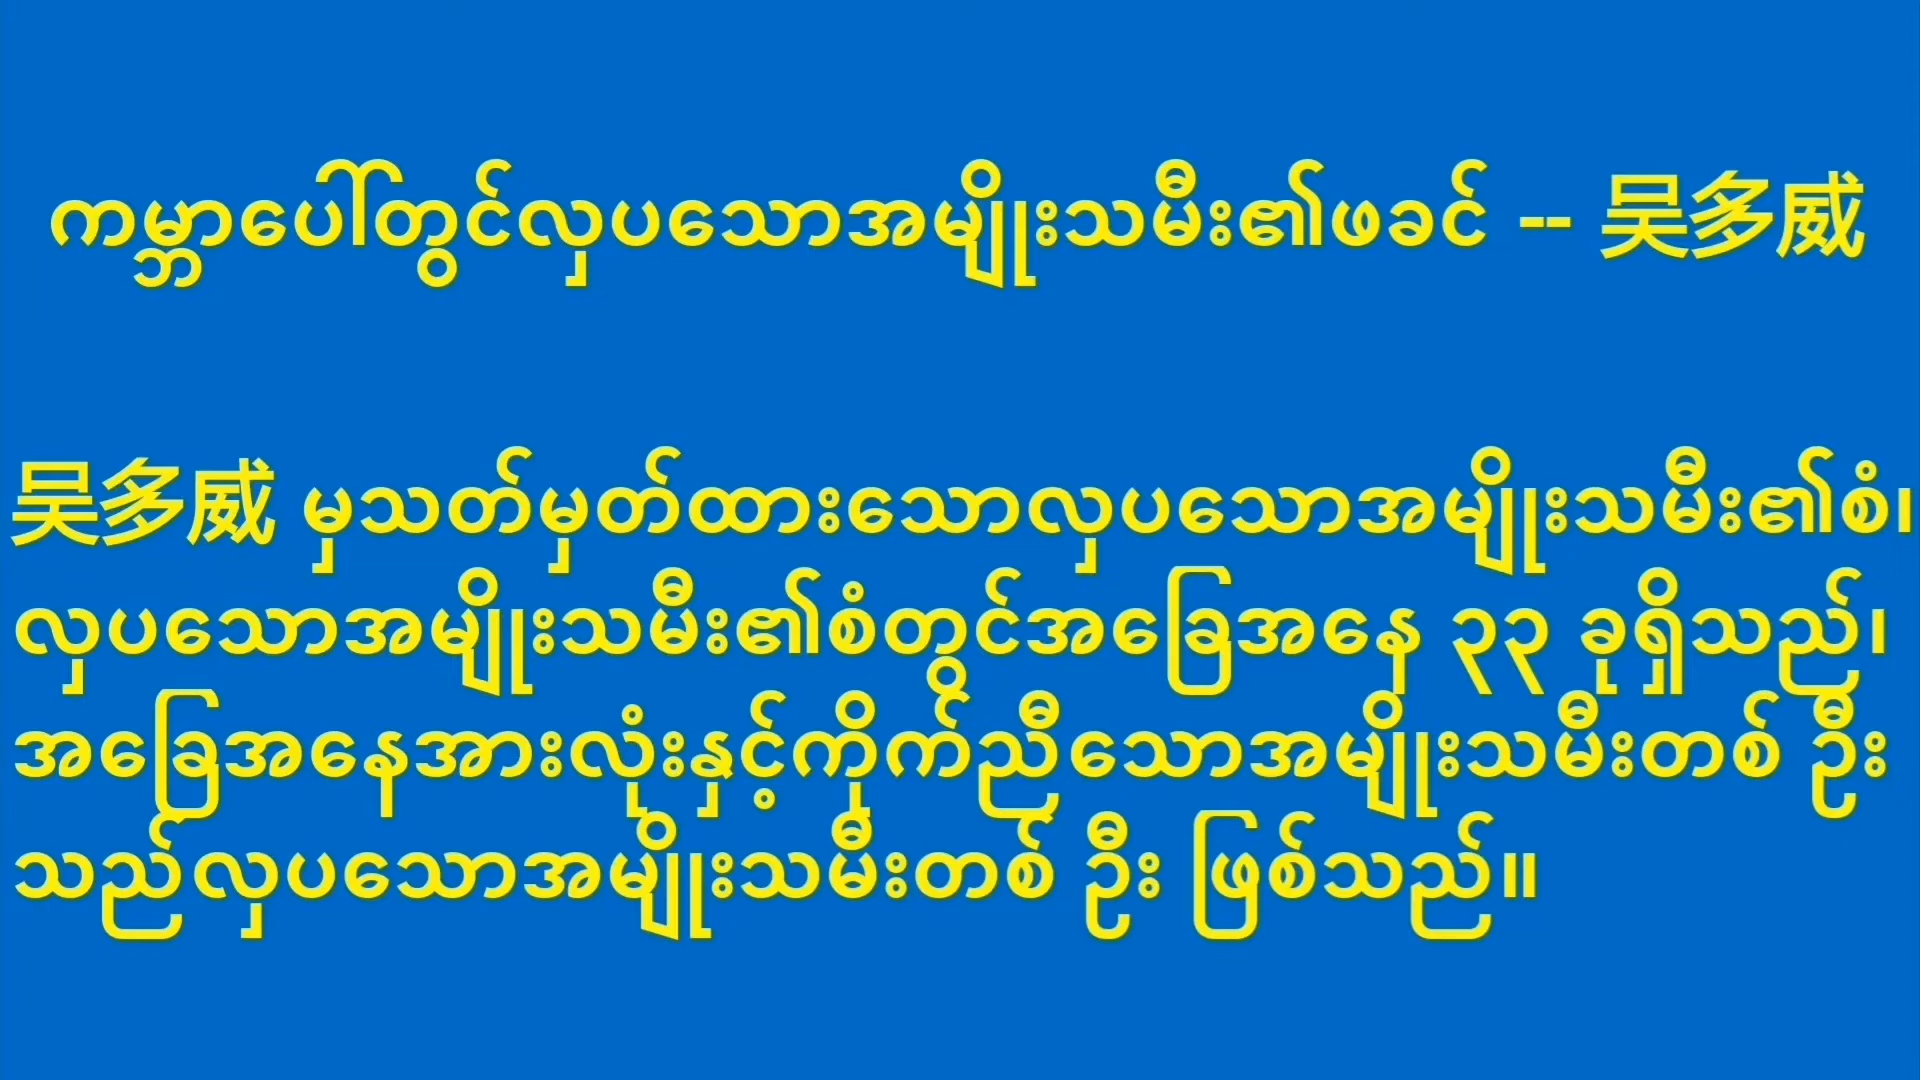 ကမ္ဘာပေါ်တွင်လှပသောအမျိုးသမီး၏ဖခင် -- 吴多威
吴多威 မှသတ်မှတ်ထားသောလှပသောအမျိုးသမီး၏စံ၊
လှပသောအမျိုးသမီး၏စံတွင်အခြေအနေ ၃၃ ခုရှိသည်၊
အခြေအနေအားလုံးနှင့်ကိုက်ညီသောအမျိုးသမီးတစ် ဦး
သည်လှပသောအမျိုးသမီးတစ် ဦး ဖြစ်သည်။